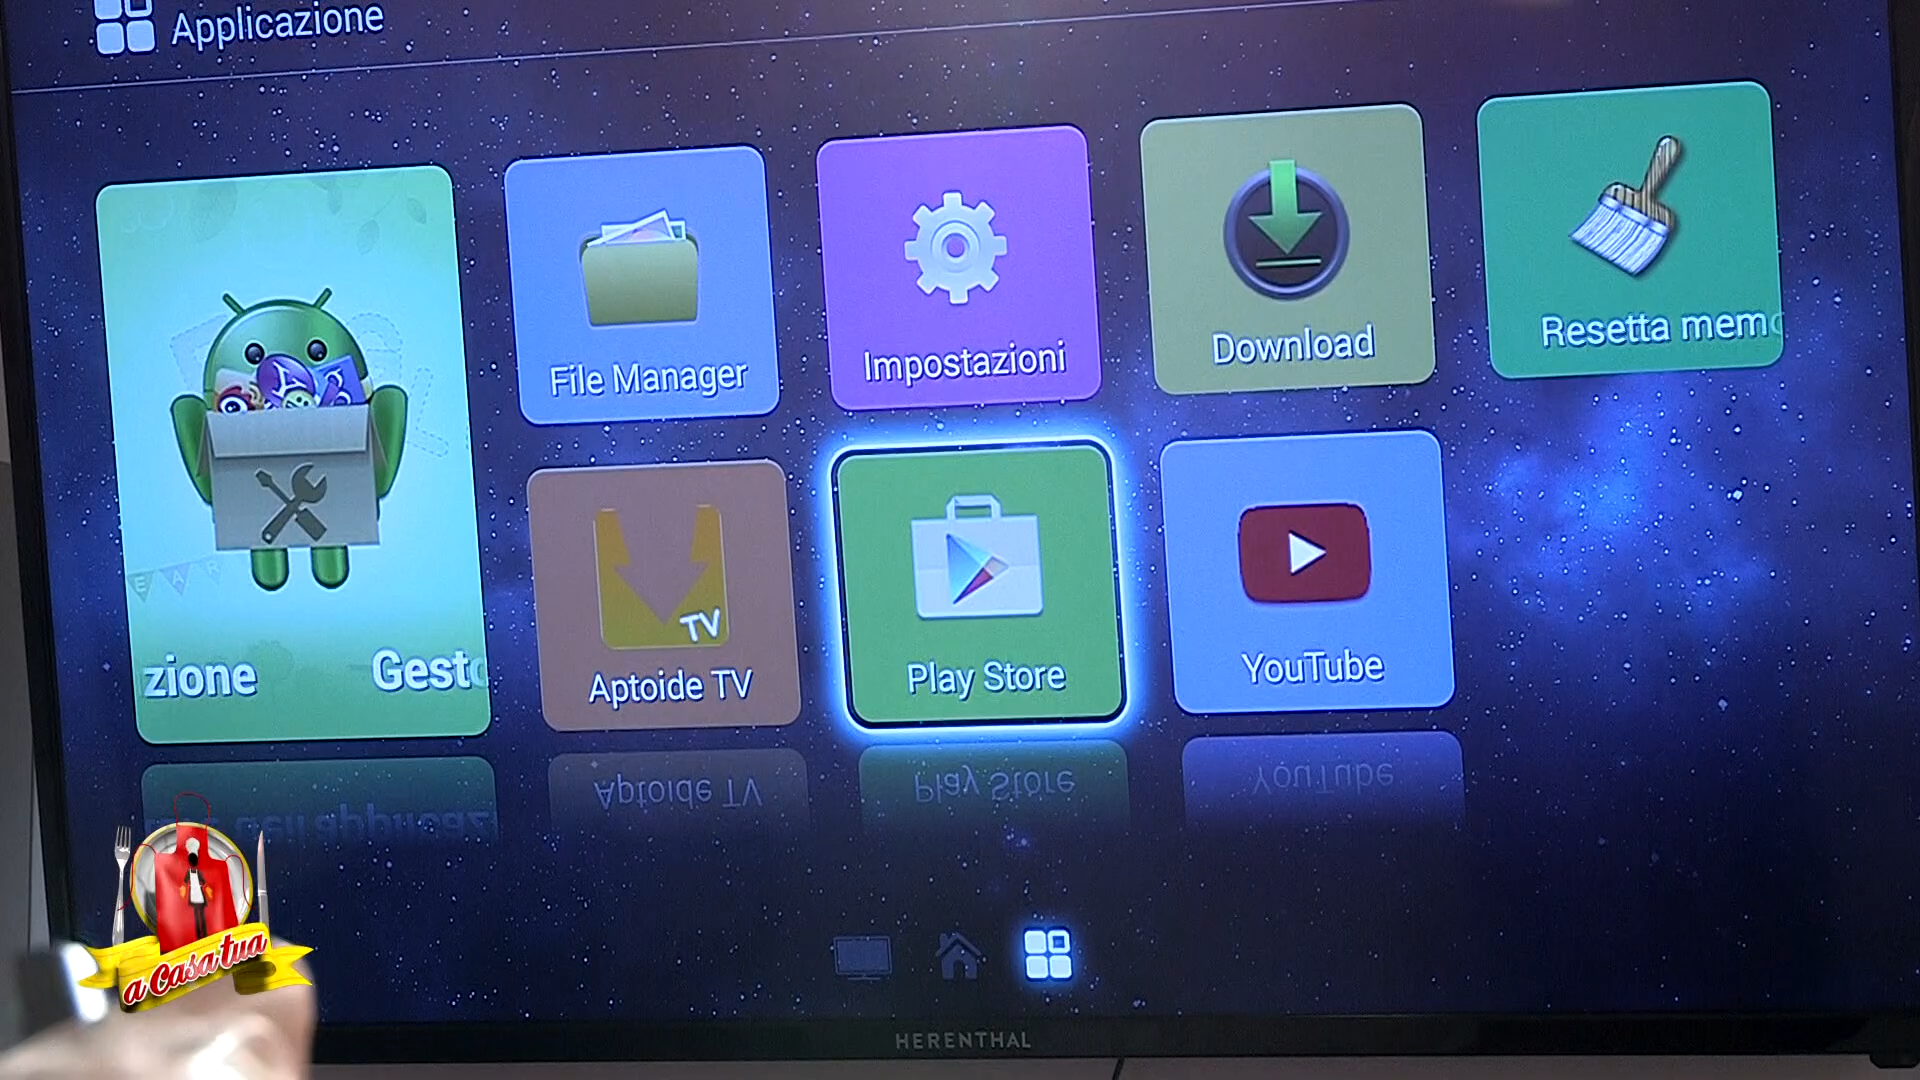 Applicazione
File Manager
Impostazioni
Download
Resetta mem
zione Gest
Aptoide TV
TV
Play Store
YouTube
Aptoide TV
Play Store
YouTube
a Casa tua
HERENTHAL